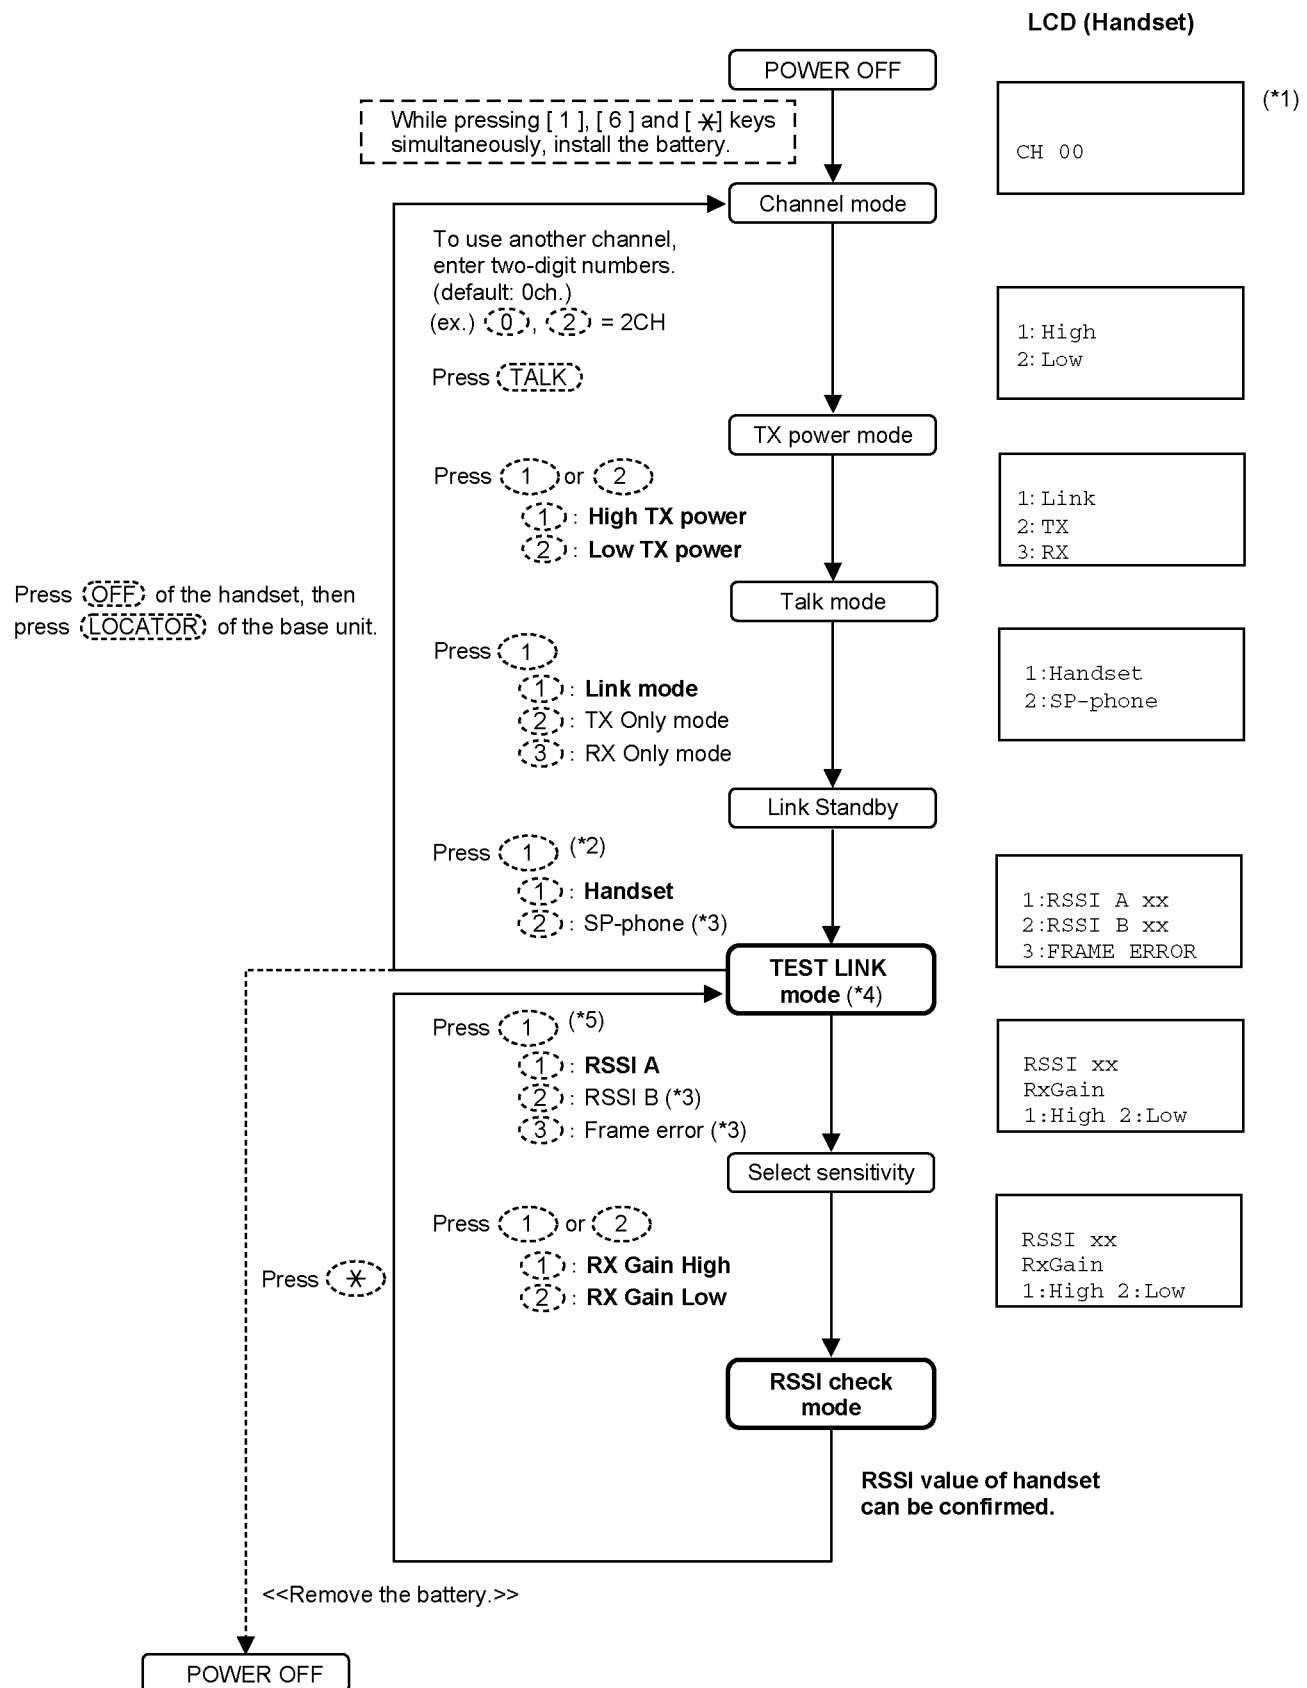 LCD (Handset)
POWER OFF
(*1)
While pressing [ 1 ], [ 6 ] and [ * ] keys
simultaneously, install the battery.
CH 00
Channel mode
To use another channel,
enter two-digit numbers.
(default: 0ch.)
(ex.) 0 , 2 = 2CH
1: High
2: Low
Press TALK
TX power mode
Press 1 or 2
1 : High TX power
2 : Low TX power
1: Link
2: TX
3: RX
Press OFF of the handset, then
press LOCATOR of the base unit.
Talk mode
Press 1
1 : Link mode
2 : TX Only mode
3 : RX Only mode
1:Handset
2:SP-phone
Link Standby
Press 1 (*2)
1 : Handset
2 : SP-phone (*3)
1:RSSI A xx
2:RSSI B xx
3:FRAME ERROR
TEST LINK
mode (*4)
Press 1 (*5)
1 : RSSI A
2 : RSSI B (*3)
3 : Frame error (*3)
RSSI xx
RxGain
1:High 2:Low
Select sensitivity
Press 1 or 2
1 : RX Gain High
2 : RX Gain Low
RSSI xx
RxGain
1:High 2:Low
Press *
RSSI check
mode
RSSI value of handset
can be confirmed.
<<Remove the battery.>>
POWER OFF